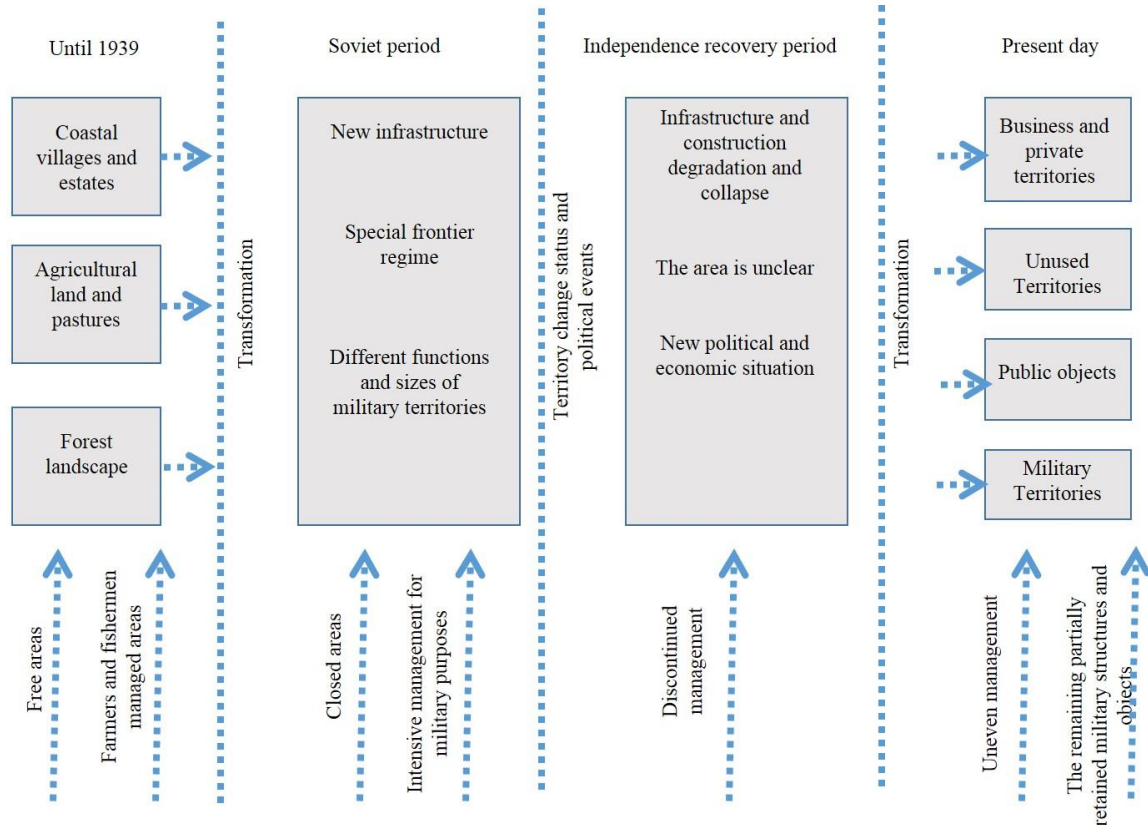 Until 1939
Soviet period
Independence recovery period
Present day
Coastal
villages and
estates
Agricultural
land and
pastures
Forest
landscape
Transformation
New infrastructure
Special frontier
regime
Different functions
and sizes of
military territories
Territory change status and
political events
Infrastructure and
construction
degradation and
collapse
The area is unclear
New political and
economic situation
Transformation
Business and
private
territories
Unused
Territories
Public objects
Military
Territories
Free areas
Farmers and fishermen
managed areas
Closed areas
Intensive management for
military purposes
Discontinued
management
Uneven management
The remaining partially
retained military structures and
objects